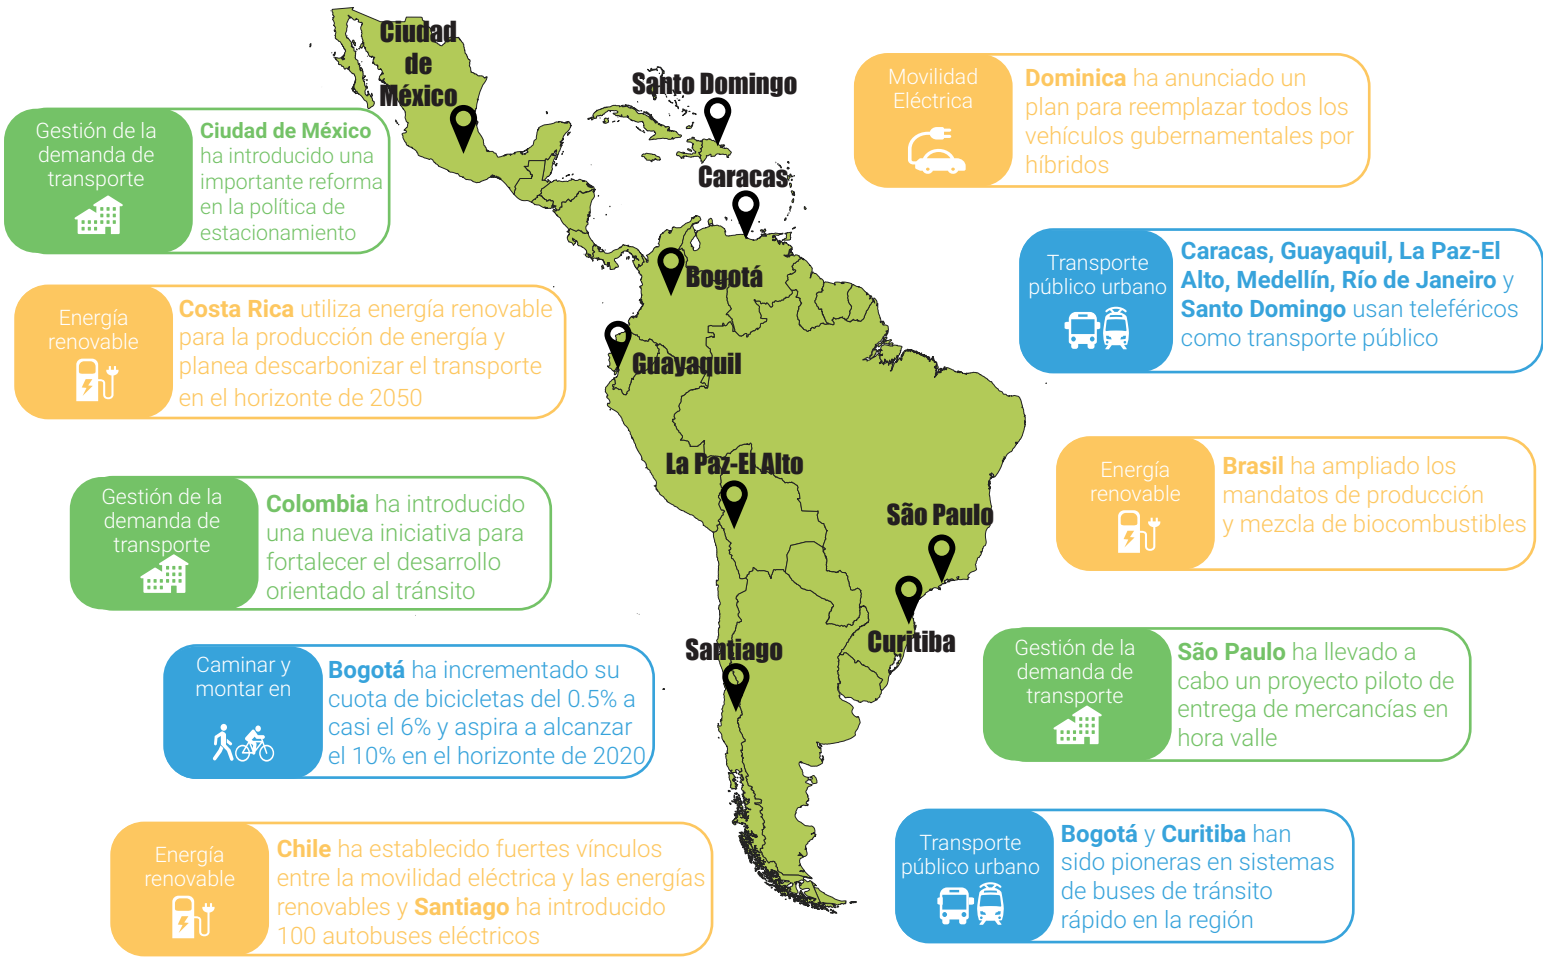 Ciudad
de
México
Santo Domingo
Caracas
Bogotá
Guayaquil
La Paz-El Alto
São Paulo
Curitiba
Santiago
Gestión de la
demanda de
transporte
Ciudad de México
ha introducido una
importante reforma
en la política de
estacionamiento
Energía
renovable
Costa Rica utiliza energía renovable
para la producción de energía y
planea descarbonizar el transporte
en el horizonte de 2050
Gestión de la
demanda de
transporte
Colombia ha introducido
una nueva iniciativa para
fortalecer el desarrollo
orientado al tránsito
Caminar y
montar en
Bogotá ha incrementado su
cuota de bicicletas del 0.5% a
casi el 6% y aspira a alcanzar
el 10% en el horizonte de 2020
Energía
renovable
Chile ha establecido fuertes vínculos
entre la movilidad eléctrica y las energías
renovables y Santiago ha introducido
100 autobuses eléctricos
Movilidad
Eléctrica
Dominica ha anunciado un
plan para reemplazar todos los
vehículos gubernamentales por
híbridos
Transporte
público urbano
Caracas, Guayaquil, La Paz-El
Alto, Medellín, Río de Janeiro y
Santo Domingo usan teleféricos
como transporte público
Energía
renovable
Brasil ha ampliado los
mandatos de producción
y mezcla de biocombustibles
Gestión de la
demanda de
transporte
São Paulo ha llevado a
cabo un proyecto piloto de
entrega de mercancías en
hora valle
Transporte
público urbano
Bogotá y Curitiba han
sido pioneras en sistemas
de buses de tránsito
rápido en la región